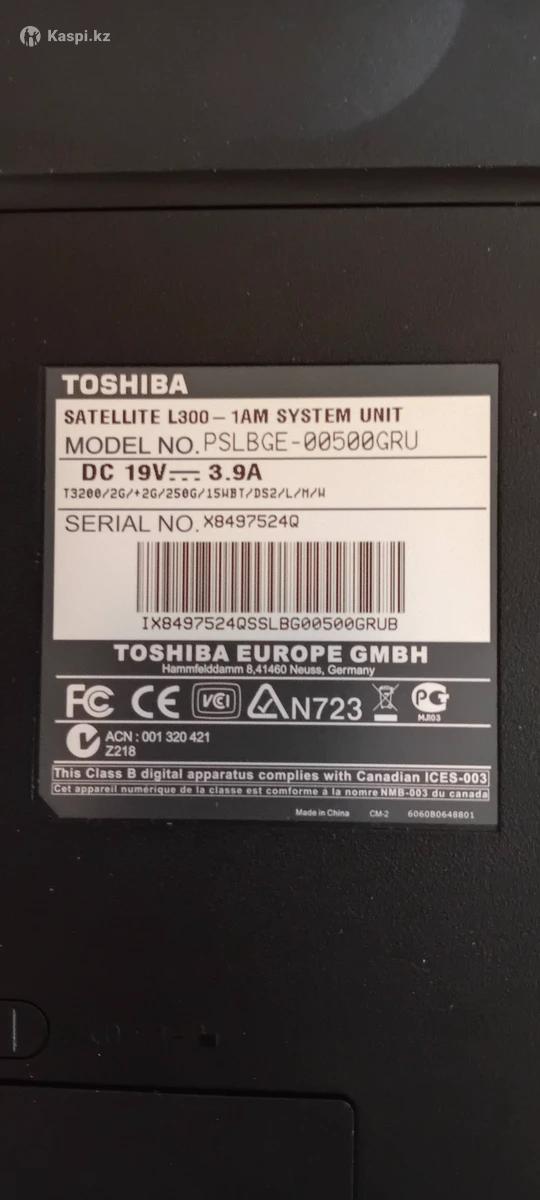 Kaspi.kz
TOSHIBA
SATELLITE L300-1AM SYSTEM UNIT
MODEL NO. PSLBGE-00500GRU
DC 19V 3.9A
T3200/2G/+2G/250G/15WBT/DS2/L/M/W
SERIAL NO. X8497524Q
IX8497524QSSLBG00500GRUB
TOSHIBA EUROPE GMBH
Hammfelddamm 8,41460 Neuss, Germany
FC CE VCI N723 PG
МЛ03
ACN : 001 320 421
Z218
This Class B digital apparatus complies with Canadian ICES-003
Cet appareil numérique de la classe est conforme à la nomre NMB-003 du canada
Made in China CM-2 6060B0648801